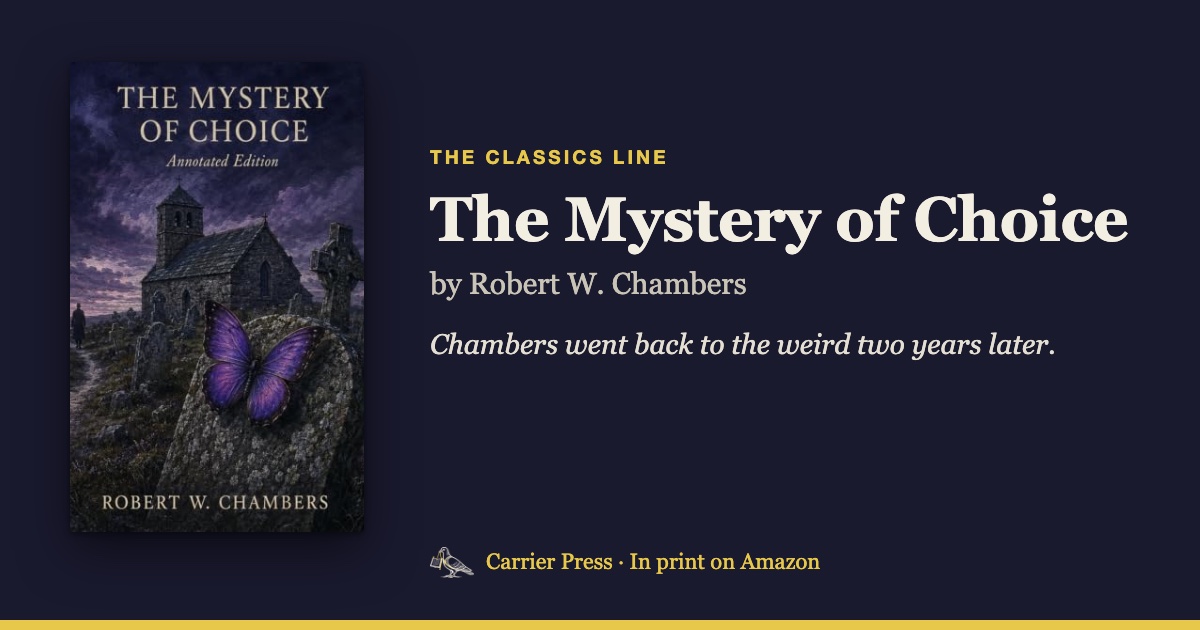 THE MYSTERY
OF CHOICE
Annotated Edition
ROBERT W. CHAMBERS
THE CLASSICS LINE
The Mystery of Choice
by Robert W. Chambers
Chambers went back to the weird two years later.
Carrier Press · In print on Amazon